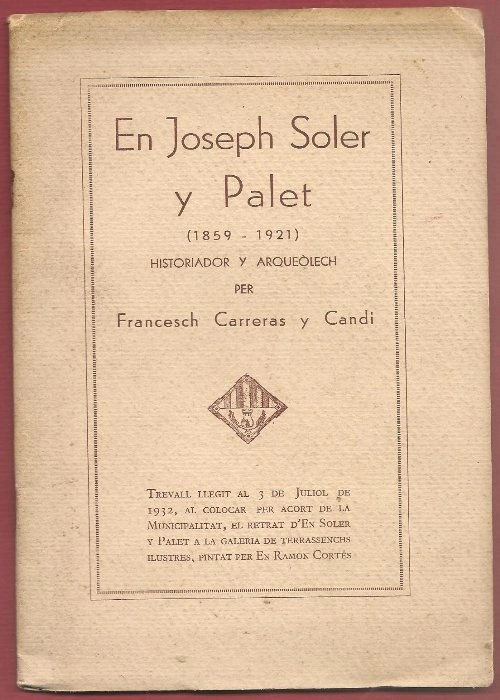 En Joseph Soler
y Palet
(1859 - 1921)
HISTORIADOR Y ARQUEÒLECH
PER
Francesch Carreras y Candi
TREVALL LLEGIT AL 3 DE JULIOL DE
1932, AL COLOCAR PER ACORT DE LA
MUNICIPALITAT, EL RETRAT D'EN SOLER
Y PALET A LA GALERIA DE TERRASSENCHS
ILUSTRES, PINTAT PER EN RAMON CORTÉS